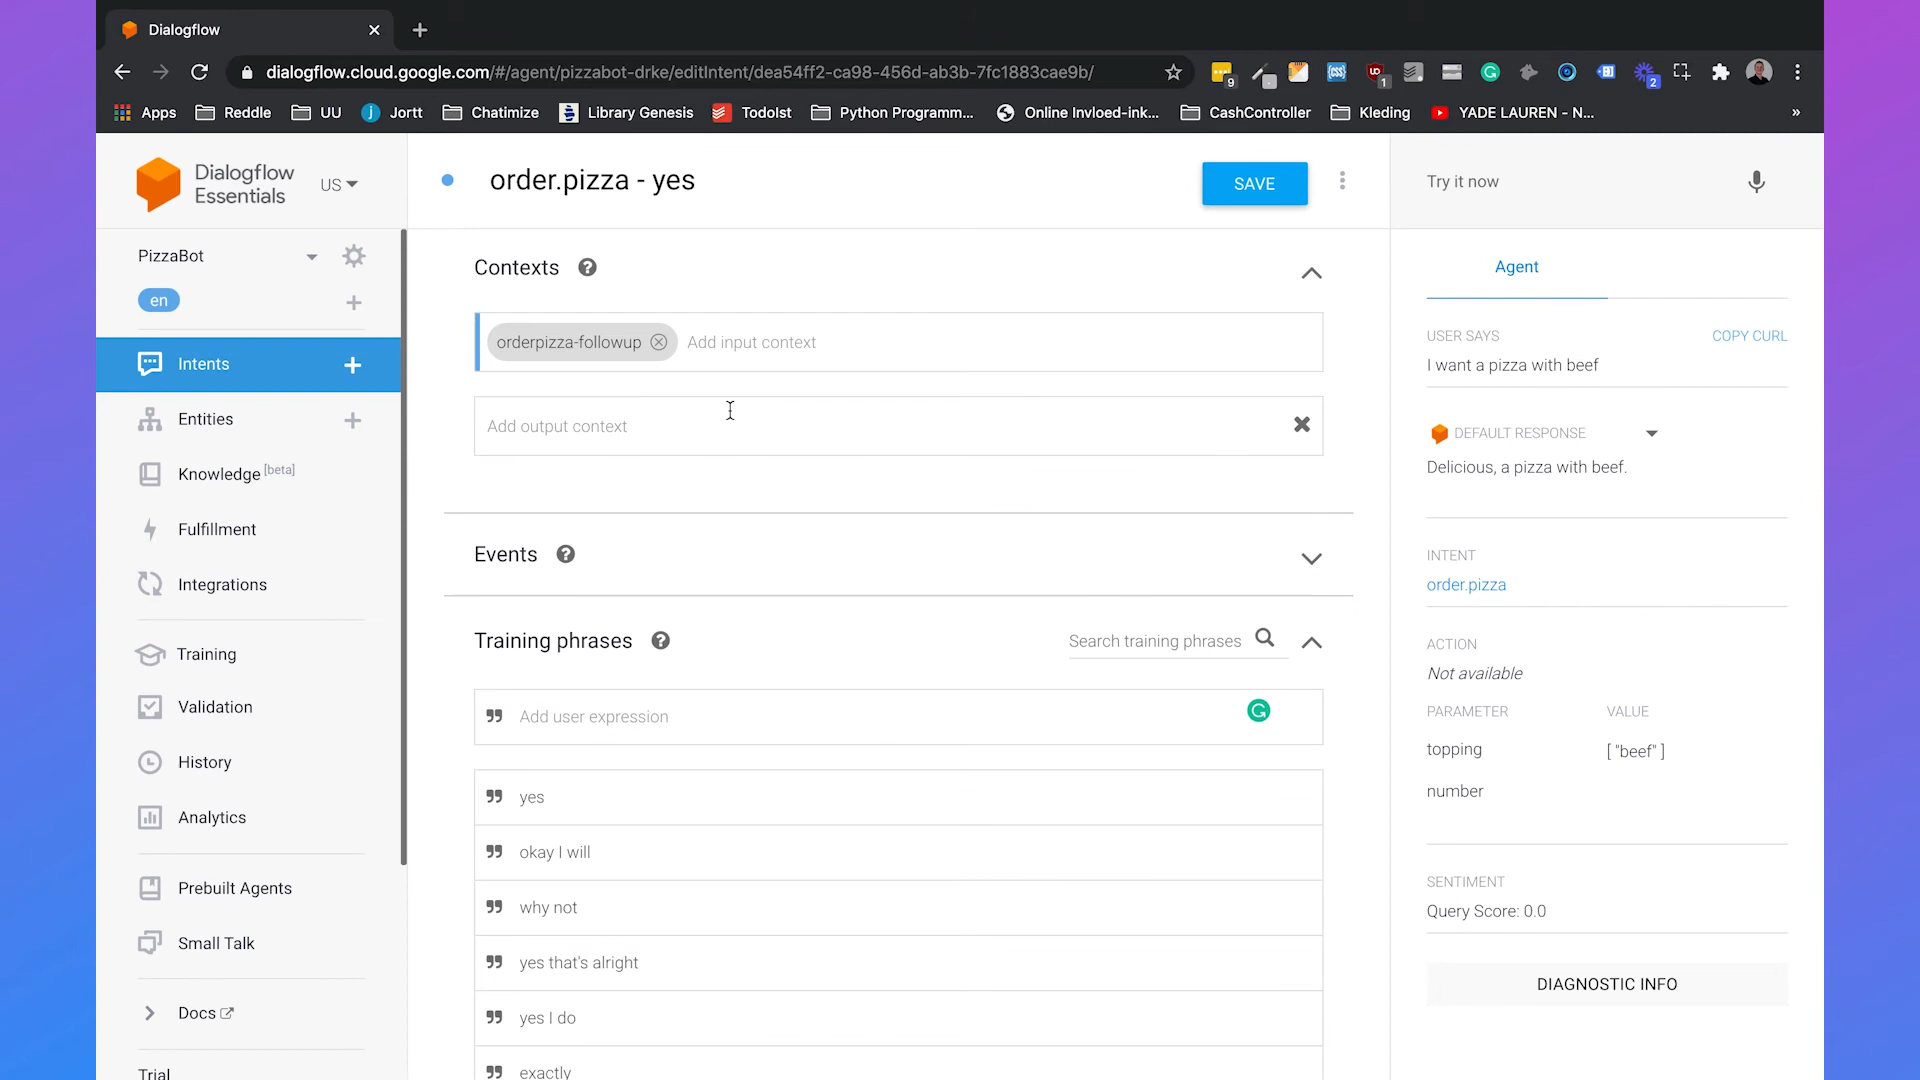 Dialogflow
dialogflow.cloud.google.com/#/agent/pizzabot-drke/editIntent/dea54ff2-ca98-456d-ab3b-7fc1883cae9b/
9
1
2
Apps
Reddle
UU
Jortt
Chatimize
Library Genesis
TodoIst
Python Programm...
Online Invloed-ink...
CashController
Kleding
YADE LAUREN - N...
»
Dialogflow
Essentials
US
order.pizza - yes
SAVE
Try it now
PizzaBot
en
Intents
Entities
Knowledge [beta]
Fulfillment
Integrations
Training
Validation
History
Analytics
Prebuilt Agents
Small Talk
Docs
Trial
Contexts
orderpizza-followup
Add input context
Add output context
Events
Training phrases
Search training phrases
Add user expression
yes
okay I will
why not
yes that's alright
yes I do
exactly
Agent
USER SAYS
COPY CURL
I want a pizza with beef
DEFAULT RESPONSE
Delicious, a pizza with beef.
INTENT
order.pizza
ACTION
Not available
PARAMETER
VALUE
topping
[ "beef" ]
number
SENTIMENT
Query Score: 0.0
DIAGNOSTIC INFO